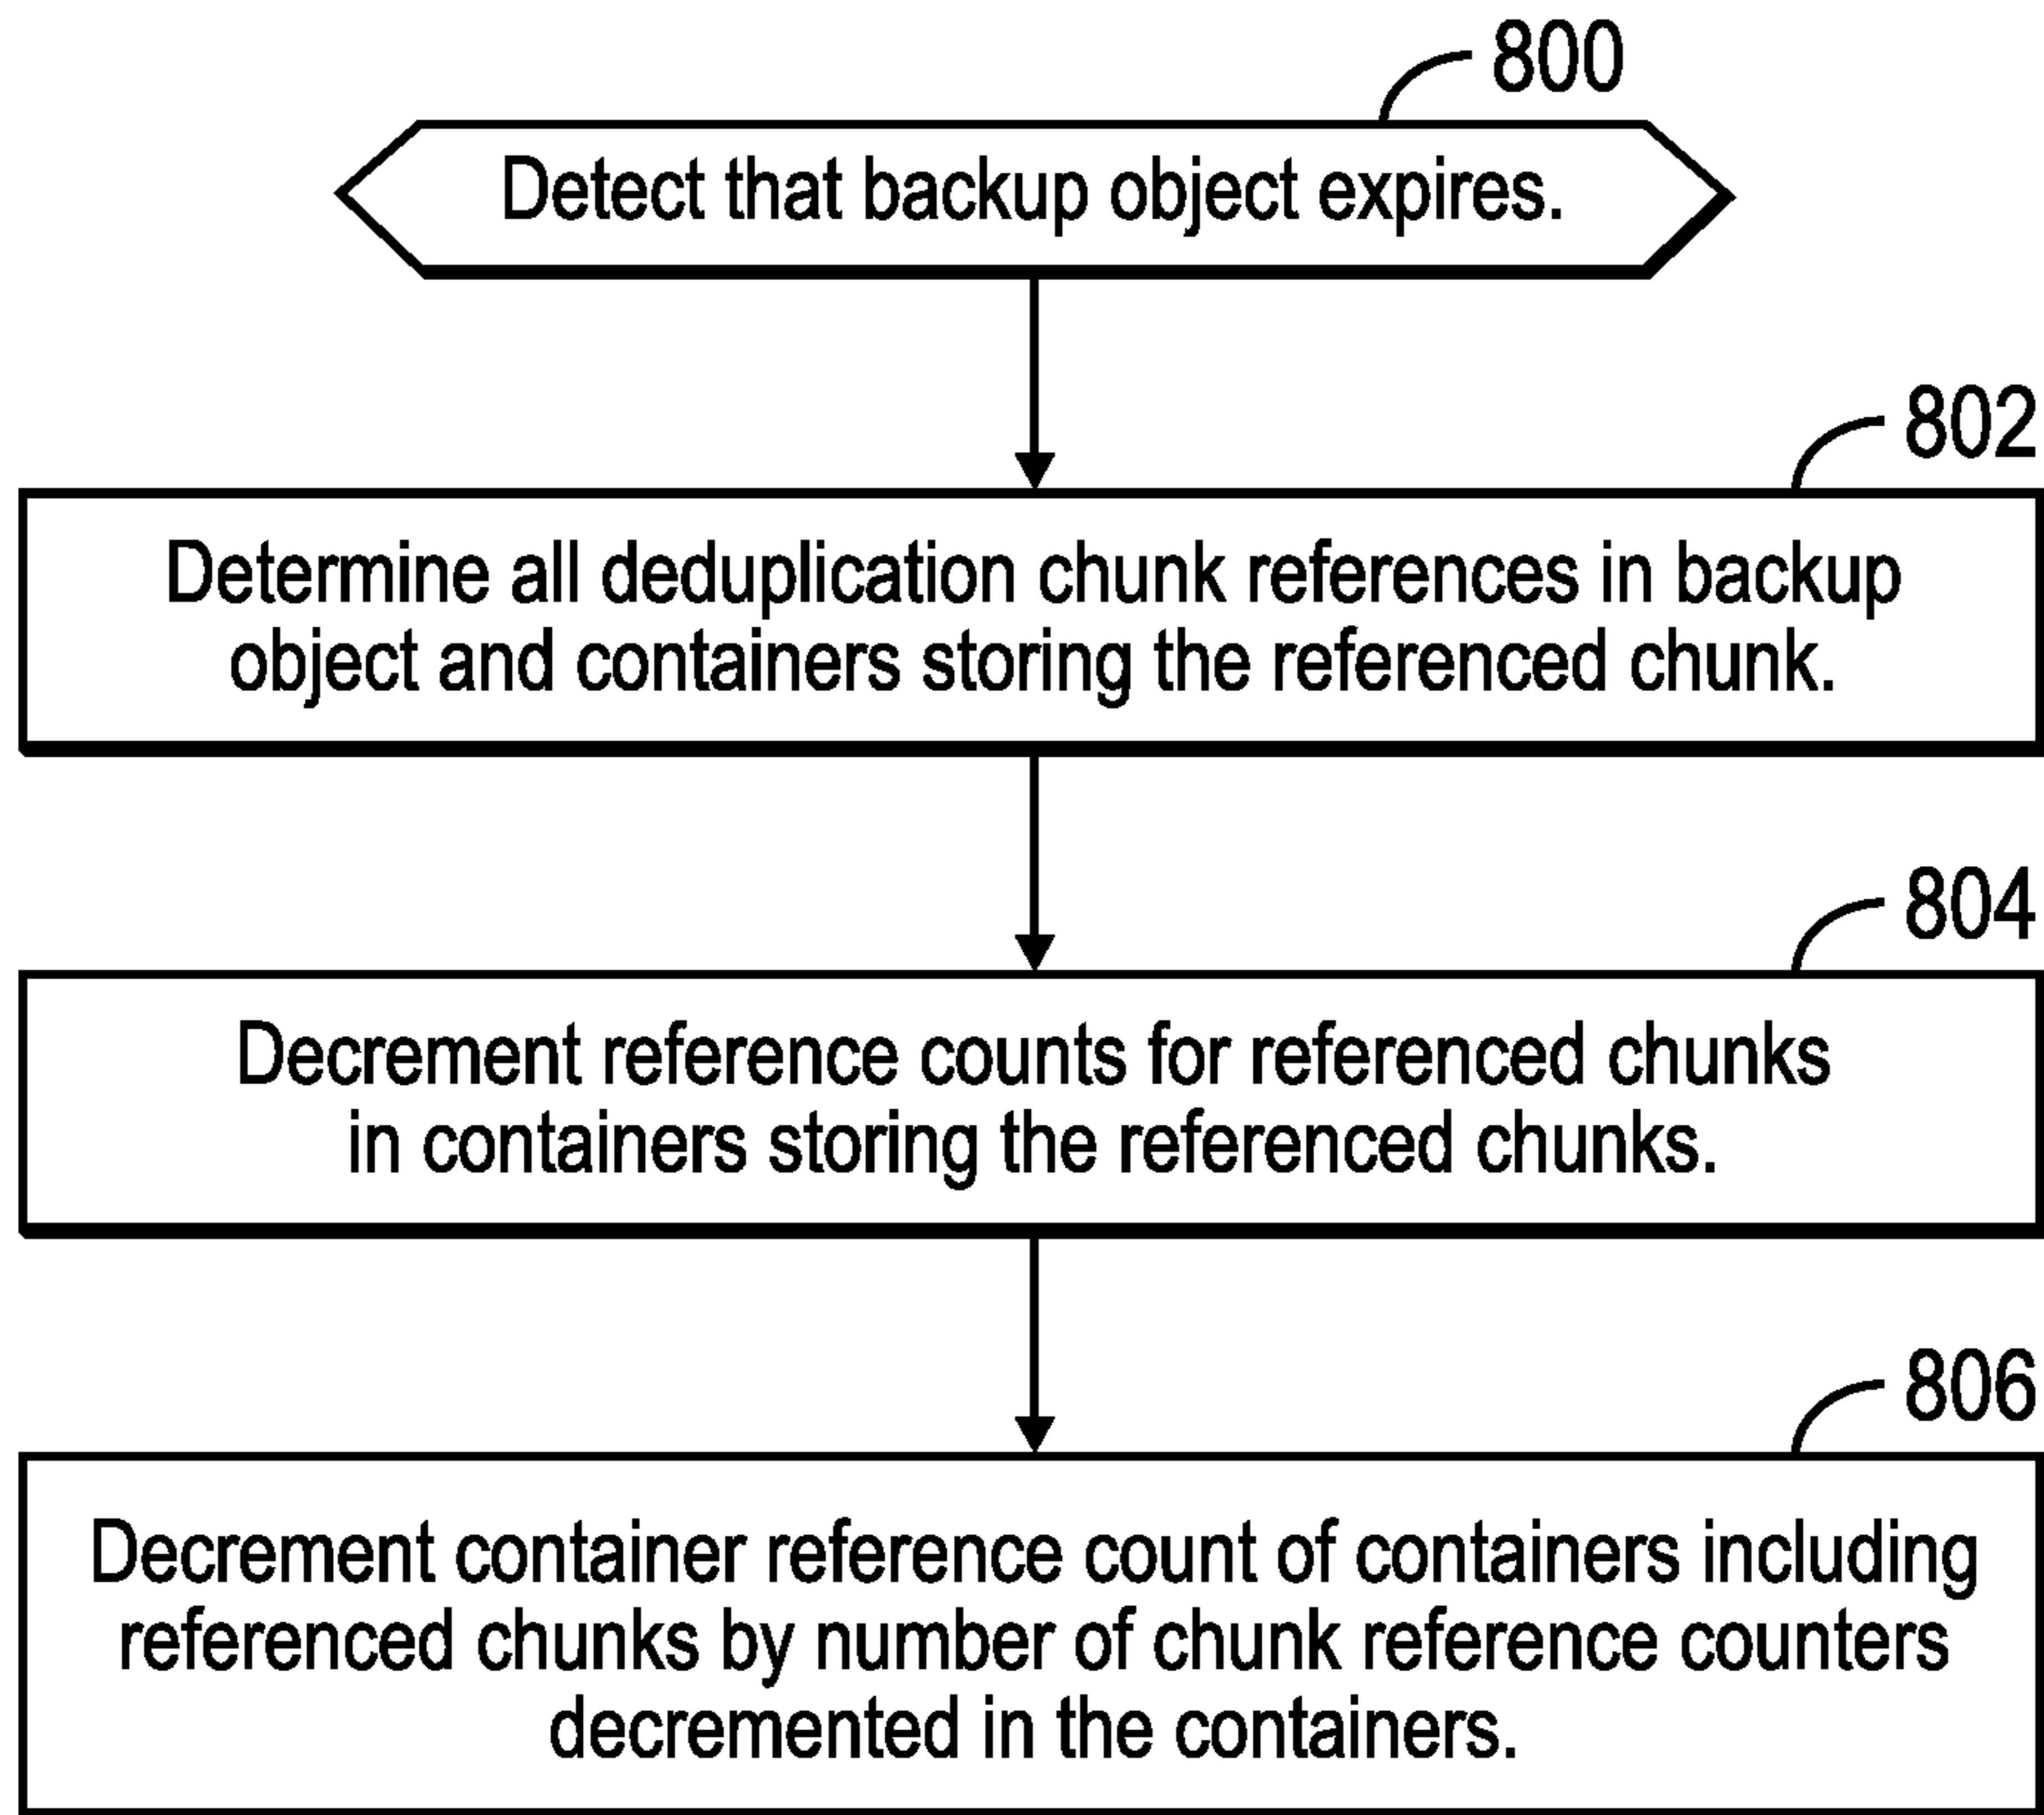 800
Detect that backup object expires.
802
Determine all deduplication chunk references in backup
object and containers storing the referenced chunk.
804
Decrement reference counts for referenced chunks
in containers storing the referenced chunks.
806
Decrement container reference count of containers including
referenced chunks by number of chunk reference counters
decremented in the containers.